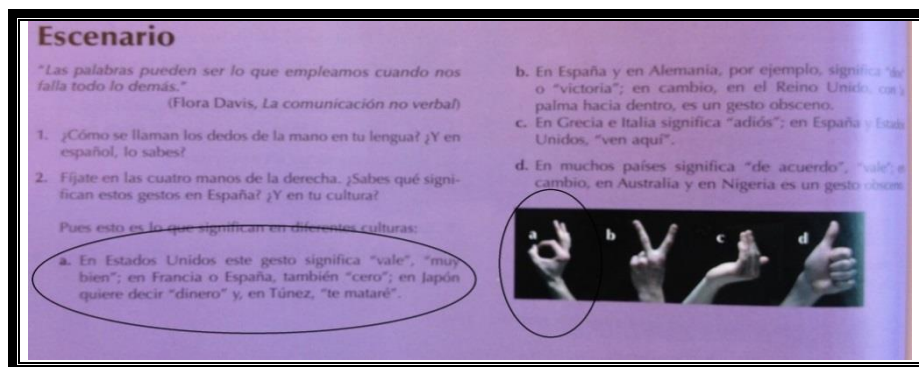 Escenario
"Las palabras pueden ser lo que empleamos cuando nos
falla todo lo demás."
(Flora Davis, La comunicación no verbal)
1. ¿Cómo se llaman los dedos de la mano en tu lengua? ¿Y en
español, lo sabes?
2. Fíjate en las cuatro manos de la derecha. ¿Sabes qué signi-
fican estos gestos en España? ¿Y en tu cultura?
Pues esto es lo que significan en diferentes culturas:
a. En Estados Unidos este gesto significa "vale", "muy
bien"; en Francia o España, también "cero"; en Japón
quiere decir "dinero" y, en Túnez, "te mataré".
b. En España y en Alemania, por ejemplo, significa
o "victoria"; en cambio, en el Reino Unido, con la
palma hacia dentro, es un gesto obsceno.
c. En Grecia e Italia significa "adiós"; en España y Estados
Unidos, "ven aquí".
d. En muchos países significa "de acuerdo", "vale"; en
cambio, en Australia y en Nigeria es un gesto obsceno.
a b c d